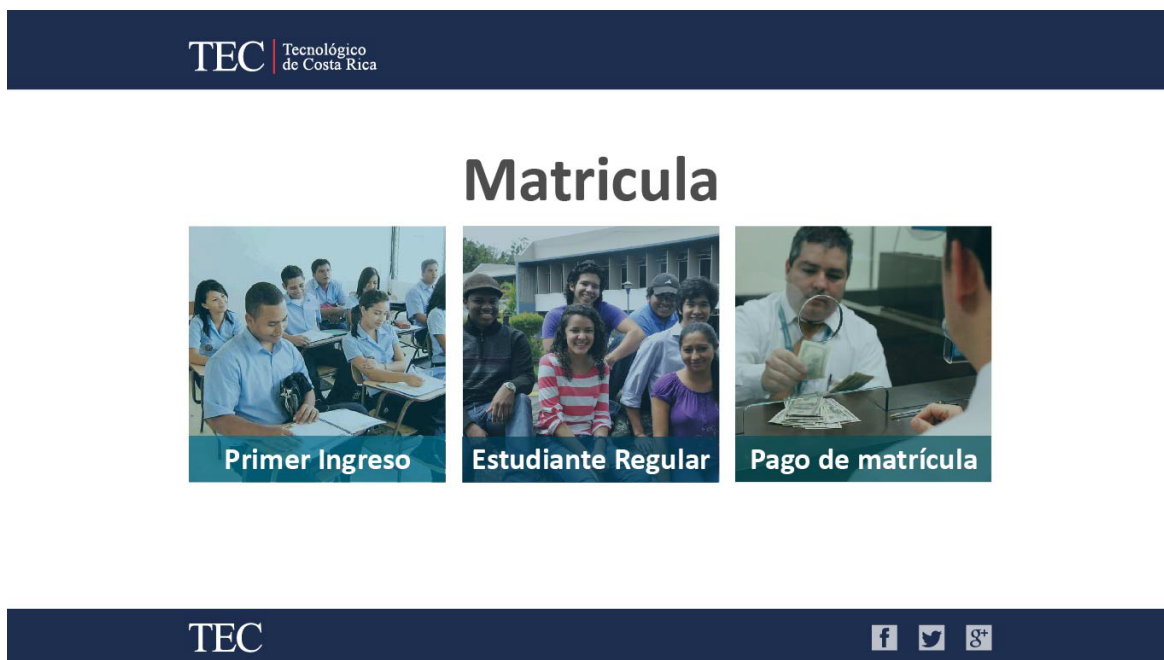 TEC
Tecnológico
de Costa Rica
Matricula
Primer Ingreso
Estudiante Regular
Pago de matrícula
TEC
f
g+